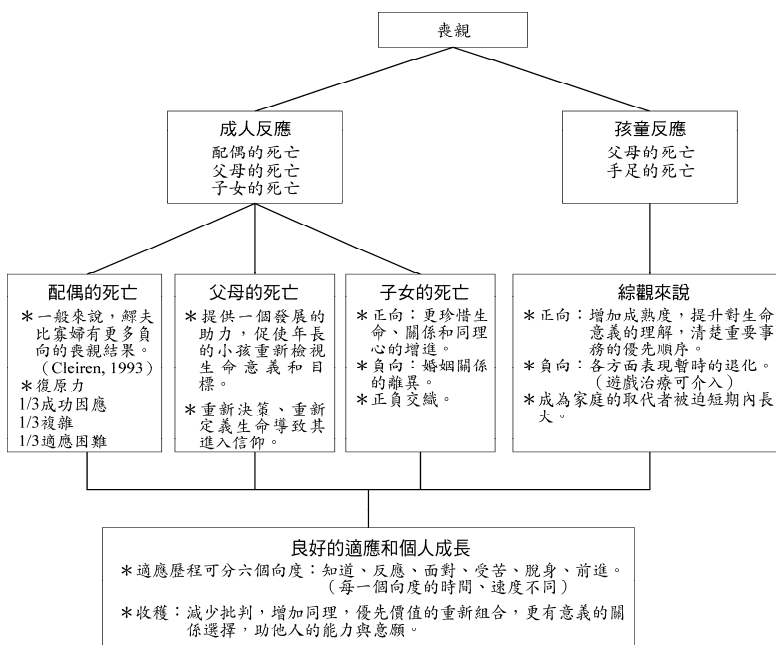 喪親
成人反應
配偶的死亡
父母的死亡
子女的死亡
孩童反應
父母的死亡
手足的死亡
配偶的死亡
＊一般來說，鰥夫
比寡婦有更多負
向的喪親結果。
（Cleiren, 1993）
＊復原力
1/3成功因應
1/3複雜
1/3適應困難
父母的死亡
＊提供一個發展的
助力，促使年長
的小孩重新檢視
生命意義和目
標。
＊重新決策、重新
定義生命導致其
進入信仰。
子女的死亡
＊正向：更珍惜生
命、關係和同理
心的增進。
＊負向：婚姻關係
的離異。
＊正負交織。
綜觀來說
＊正向：增加成熟度，提升對生命
意義的理解，清楚重要事
務的優先順序。
＊負向：各方面表現暫時的退化。
（遊戲治療可介入）
＊成為家庭的取代者被迫短期內長
大。
良好的適應和個人成長
＊適應歷程可分六個向度：知道、反應、面對、受苦、脫身、前進。
（每一個向度的時間、速度不同）
＊收穫：減少批判，增加同理，優先價值的重新組合，更有意義的關
係選擇，助他人的能力與意願。